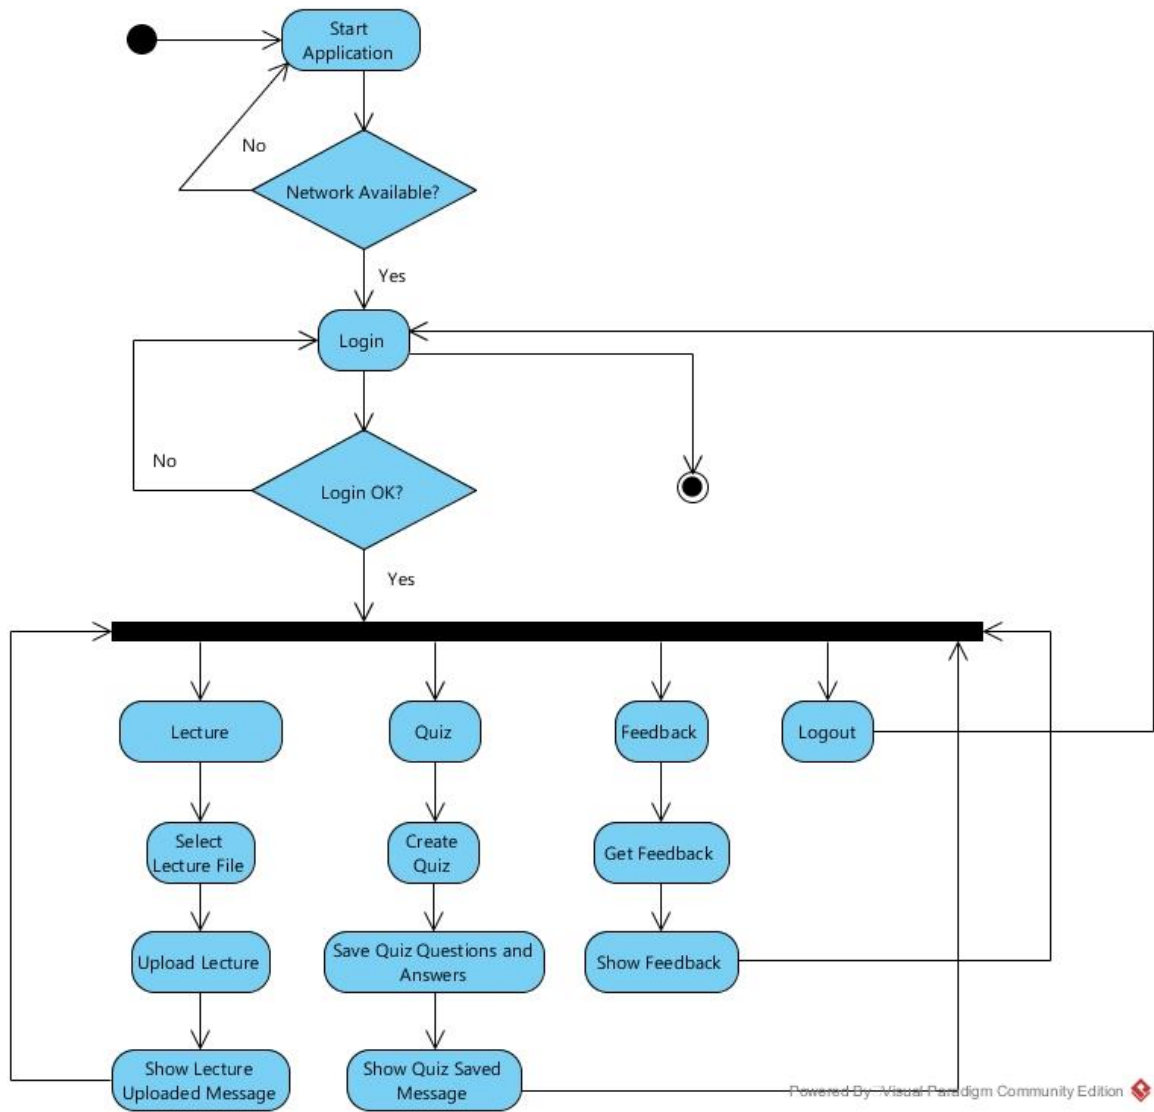 Start
Application
No
Network Available?
Yes
Login
No
Login OK?
Yes
Lecture
Quiz
Feedback
Logout
Select
Lecture File
Create
Quiz
Get Feedback
Upload Lecture
Save Quiz Questions and
Answers
Show Feedback
Show Lecture
Uploaded Message
Show Quiz Saved
Message
Powered By Visual Paradigm Community Edition